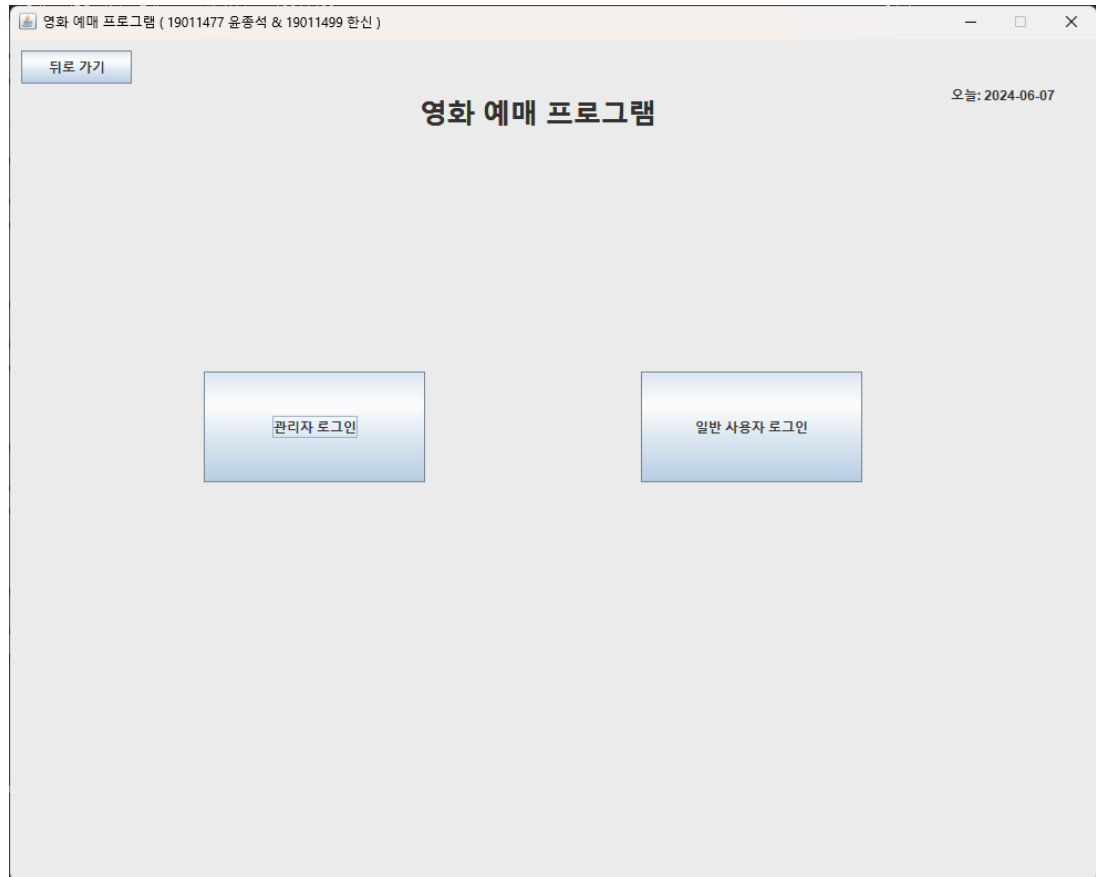 영화 예매 프로그램 ( 19011477 윤종석 & 19011499 한신 )
뒤로 가기
오늘: 2024-06-07
영화 예매 프로그램
관리자 로그인
일반 사용자 로그인